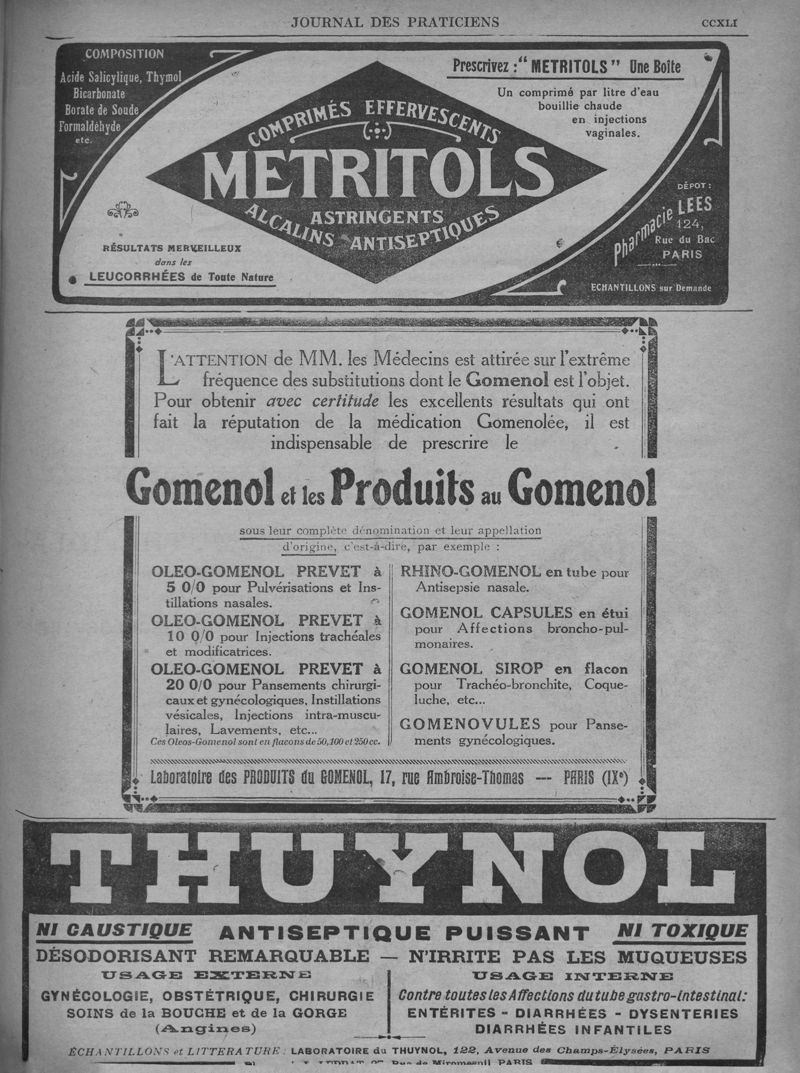 JOURNAL DES PRATICIENS
CCXLI
COMPOSITION
Acide Salicylique, Thymol
Bicarbonate
Borate de Soude
Formaldéhyde
etc.
Prescrivez : "METRITOLS" Une Boîte
Un comprimé par litre d'eau
bouillie chaude
en injections
vaginales.
COMPRIMÉS EFFERVESCENTS
METRITOLS
ASTRINGENTS
ALCALINS ANTISEPTIQUES
RÉSULTATS MERVEILLEUX
dans les
LEUCORRHÉES de Toute Nature
DÉPOT :
Pharmacie LEES
124,
Rue du Bac
PARIS
ECHANTILLONS sur Demande
L'ATTENTION de MM. les Médecins est attirée sur l'extrême
fréquence des substitutions dont le Gomenol est l'objet.
Pour obtenir avec certitude les excellents résultats qui ont
fait la réputation de la médication Gomenolée, il est
indispensable de prescrire le
Gomenol et les Produits au Gomenol
sous leur complète dénomination et leur appellation
d'origine, c'est-à-dire, par exemple :
OLEO-GOMENOL PREVET à
5 0/0 pour Pulvérisations et Ins-
tillations nasales.
OLEO-GOMENOL PREVET à
10 0/0 pour Injections trachéales
et modificatrices.
OLEO-GOMENOL PREVET à
20 0/0 pour Pansements chirurgi-
caux et gynécologiques, Instillations
vésicales, Injections intra-muscu-
laires, Lavements, etc...
Ces Oleos-Gomenol sont en flacons de 50, 100 et 250 cc.
RHINO-GOMENOL en tube pour
Antisepsie nasale.
GOMENOL CAPSULES en étui
pour Affections broncho-pul-
monaires.
GOMENOL SIROP en flacon
pour Trachéo-bronchite, Coque-
luche, etc...
GOMENOVULES pour Panse-
ments gynécologiques.
Laboratoire des PRODUITS du GOMENOL, 17, rue Ambroise-Thomas — PARIS (IXe)
THUYNOL
NI CAUSTIQUE ANTISEPTIQUE PUISSANT NI TOXIQUE
DÉSODORISANT REMARQUABLE — N'IRRITE PAS LES MUQUEUSES
USAGE EXTERNE
GYNÉCOLOGIE, OBSTÉTRIQUE, CHIRURGIE
SOINS de la BOUCHE et de la GORGE
(Angines)
USAGE INTERNE
Contre toutes les Affections du tube gastro-intestinal:
ENTÉRITES - DIARRHÉES - DYSENTERIES
DIARRHÉES INFANTILES
ÉCHANTILLONS et LITTERATURE : LABORATOIRE du THUYNOL, 122, Avenue des Champs-Élysées, PARIS
Rue de Miromesnil PARIS